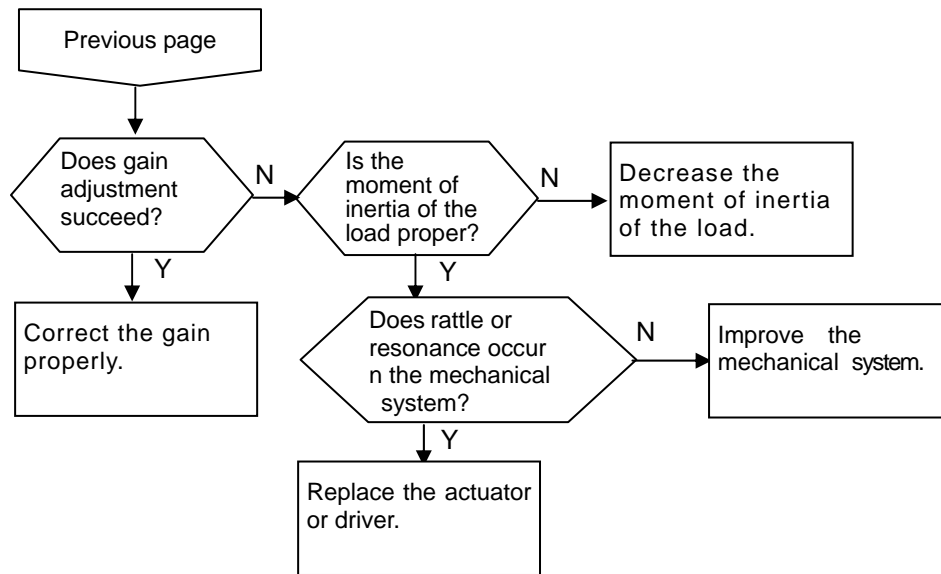 Previous page
Does gain
adjustment
succeed?
N
Is the
moment of
inertia of the
load proper?
N
Decrease the
moment of inertia
of the load.
Y
Correct the gain
properly.
Y
Does rattle or
resonance occur
n the mechanical
system?
N
Improve the
mechanical system.
Y
Replace the actuator
or driver.